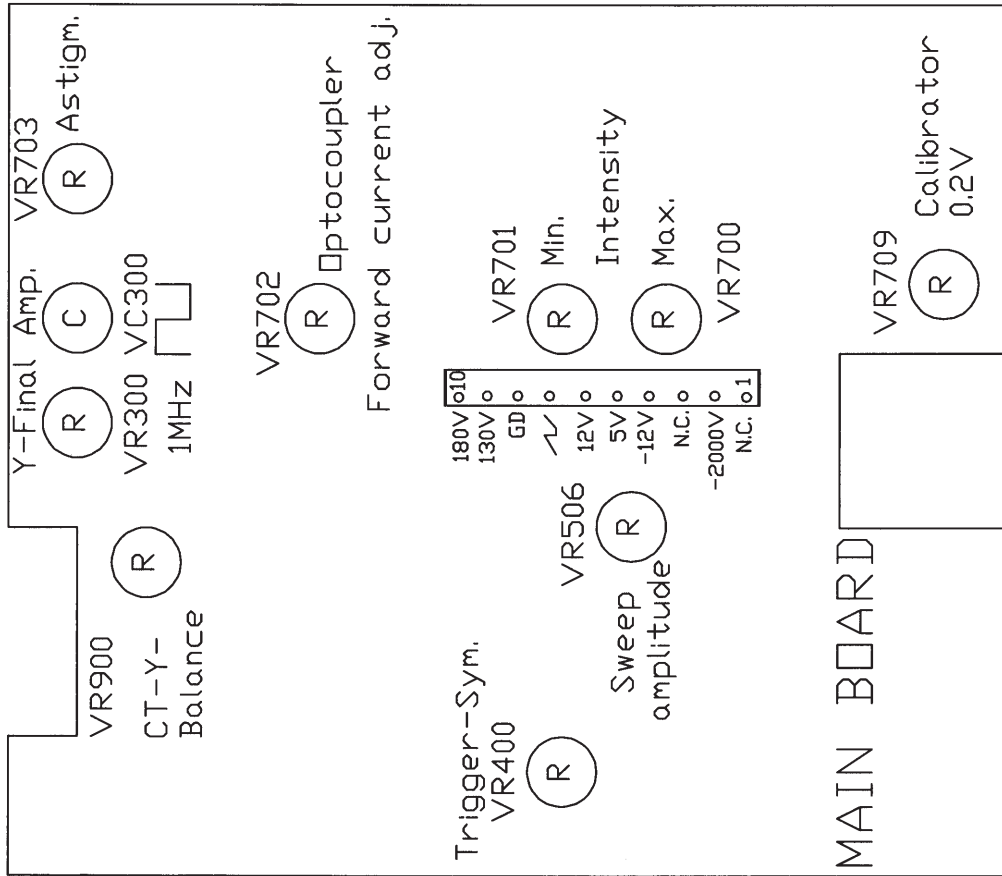 VR703
R
Astigm.
Y-Final Amp.
C
VC300
R
VR300
1MHz
VR702
R
Optocoupler
Forward current adj.
VR900
R
CT-Y-
Balance
VR701
R
Min.
Intensity
R
Max.
VR700
180V
10
130V
GD
12V
5V
-12V
N.C.
-2000V
N.C.
1
VR506
R
Sweep
amplitude
Trigger-Sym.
VR400
R
VR709
R
Calibrator
0.2V
MAIN BOARD